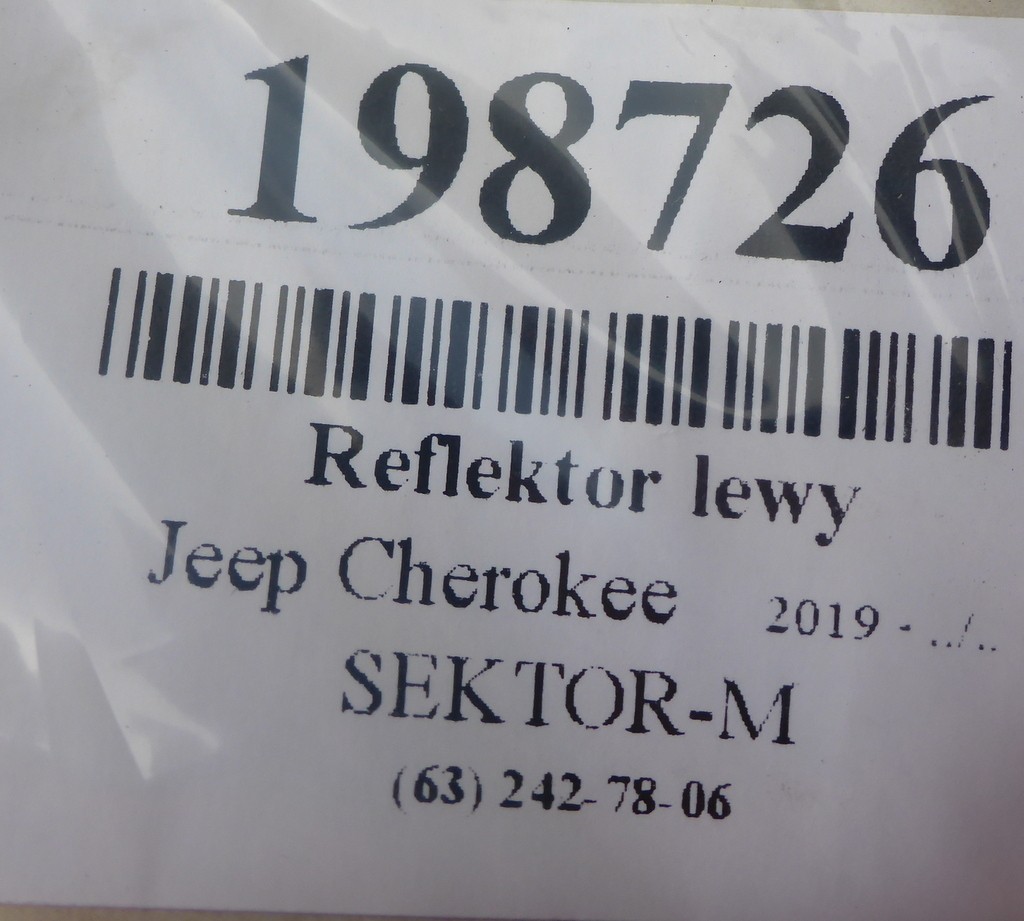 198726
Reflektor lewy
Jeep Cherokee 2019 - ../..
SEKTOR-M
(63) 242-78-06